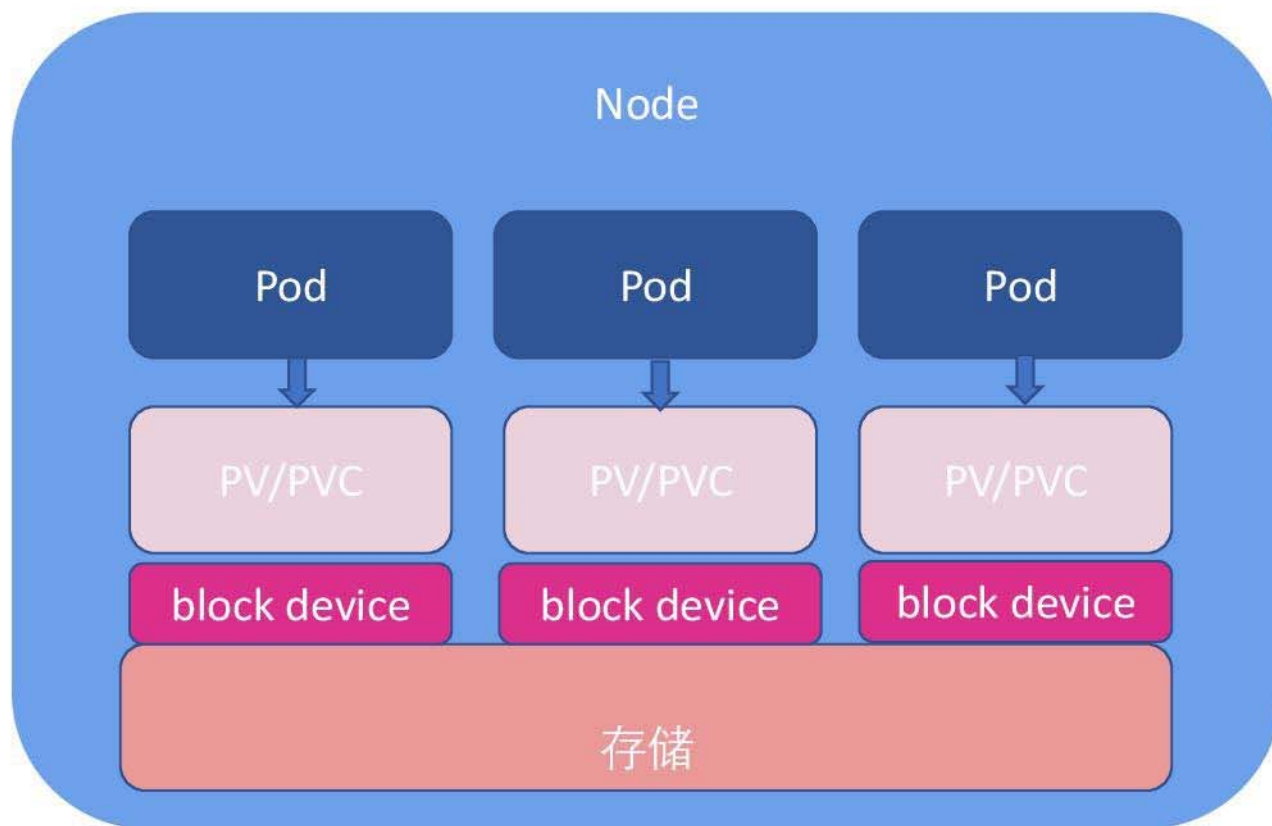 Node
Pod
Pod
Pod
PV/PVC
PV/PVC
PV/PVC
block device
block device
block device
存储